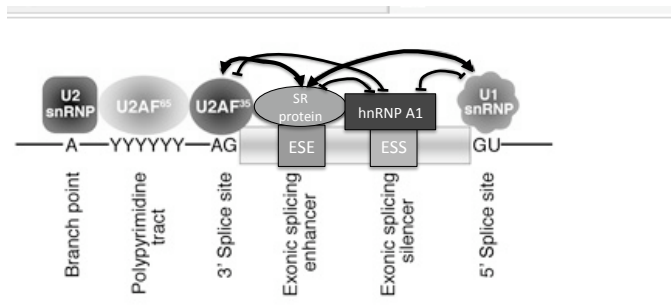 U2
snRNP
U2AF⁶⁵
U2AF³⁵
SR
protein
hnRNP A1
U1
snRNP
A
YYYYYY
AG
ESE
ESS
GU
Branch point
Polypyrimidine
tract
3' Splice site
Exonic splicing
enhancer
Exonic splicing
silencer
5' Splice site